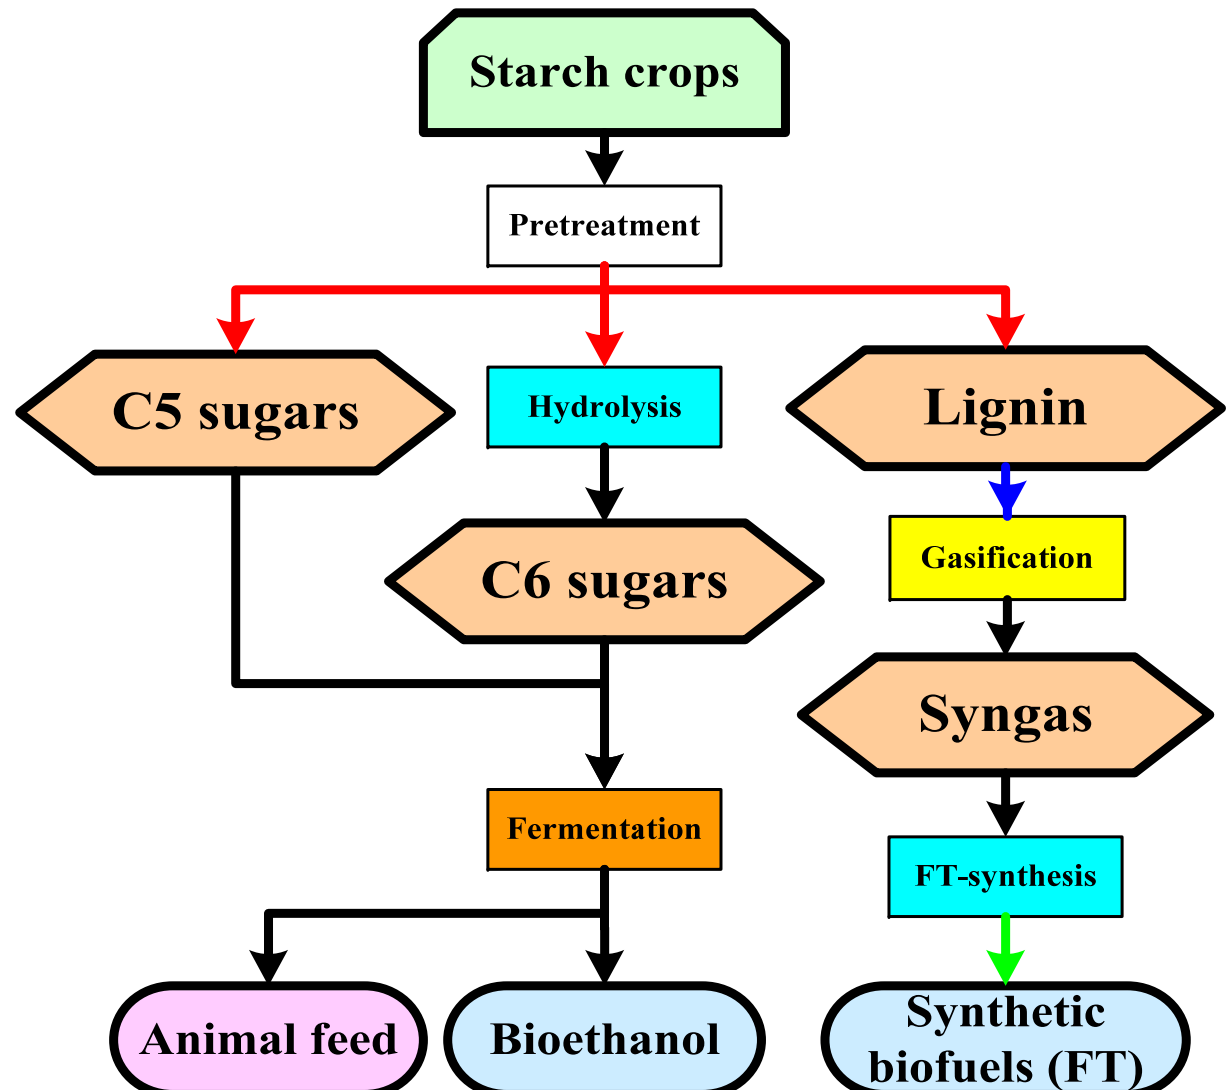 Starch crops
Pretreatment
C5 sugars
Hydrolysis
Lignin
C6 sugars
Gasification
Syngas
Fermentation
FT-synthesis
Animal feed
Bioethanol
Synthetic
biofuels (FT)